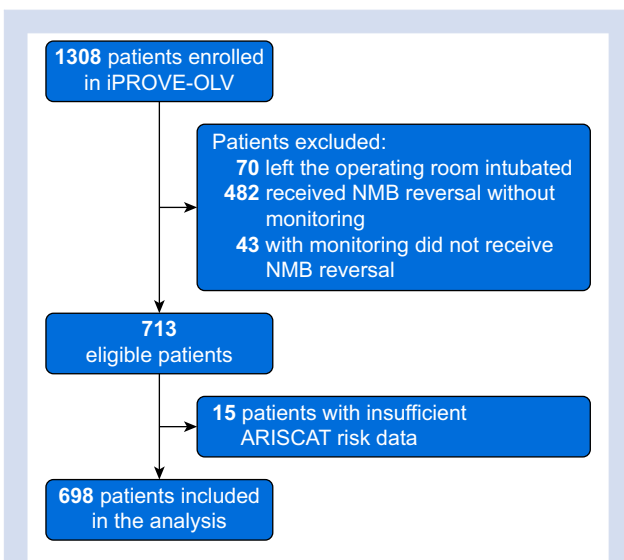 1308 patients enrolled
in iPROVE-OLV
Patients excluded:
70 left the operating room intubated
482 received NMB reversal without
monitoring
43 with monitoring did not receive
NMB reversal
713
eligible patients
15 patients with insufficient
ARISCAT risk data
698 patients included
in the analysis